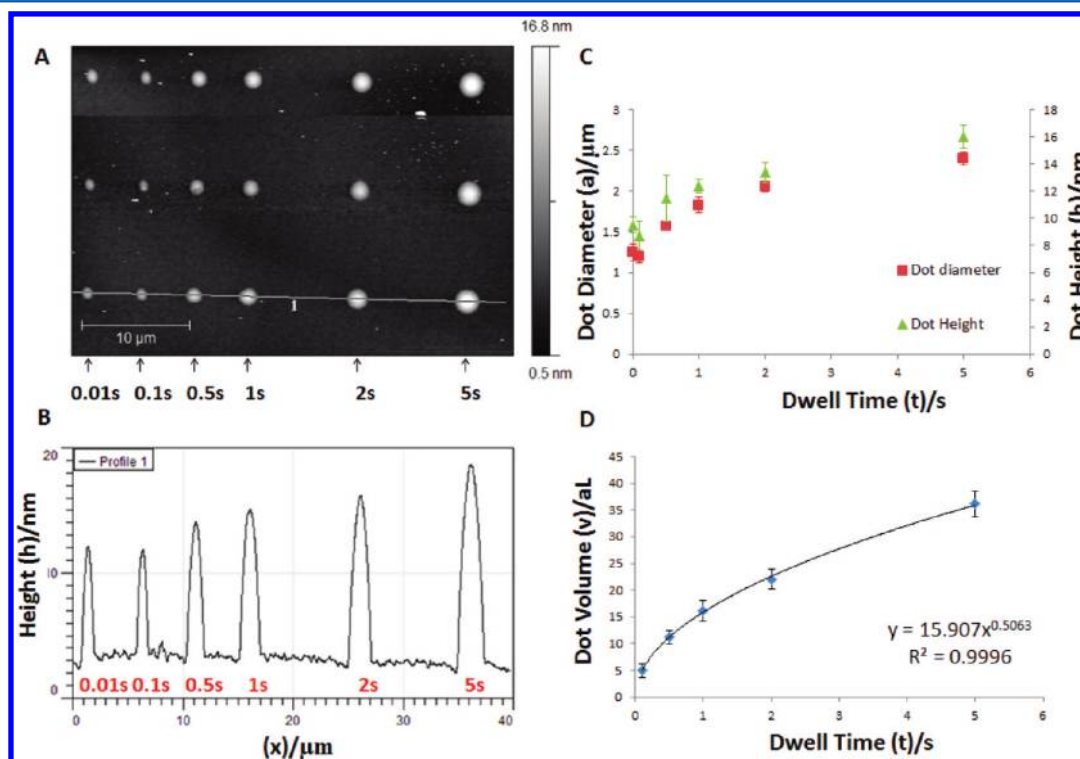 A
16.8 nm
1
10 µm
0.5 nm
0.01s 0.1s 0.5s 1s 2s 5s
B
Profile 1
Height (h)/nm
20
10
0
0.01s 0.1s 0.5s 1s 2s 5s
0 10 20 30 40
(x)/µm
C
Dot Diameter (a)/µm
3
2.5
2
1.5
1
0.5
0
Dot diameter
Dot Height
18
16
14
12
10
8
6
4
2
0
Dot Height (h)/nm
0 1 2 3 4 5 6
Dwell Time (t)/s
D
Dot Volume (v)/aL
45
40
35
30
25
20
15
10
5
0
y = 15.907x^0.5063
R² = 0.9996
0 1 2 3 4 5 6
Dwell Time (t)/s